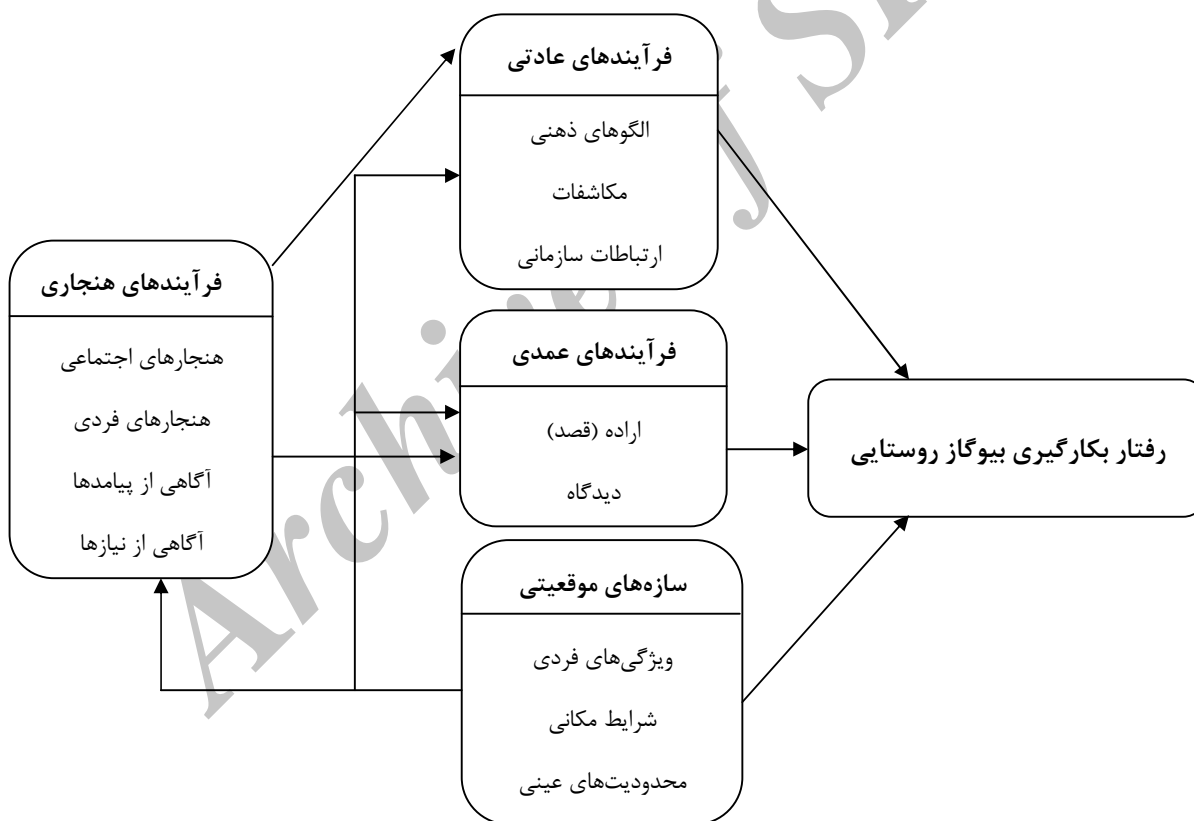 فرآیندهای عادتی
الگوهای ذهنی
مکاشفات
ارتباطات سازمانی
فرآیندهای هنجاری
هنجارهای اجتماعی
هنجارهای فردی
آگاهی از پیامدها
آگاهی از نیازها
فرآیندهای عمدی
اراده (قصد)
دیدگاه
رفتار بکارگیری بیوگاز روستایی
سازه‌های موقعیتی
ویژگی‌های فردی
شرایط مکانی
محدودیت‌های عینی